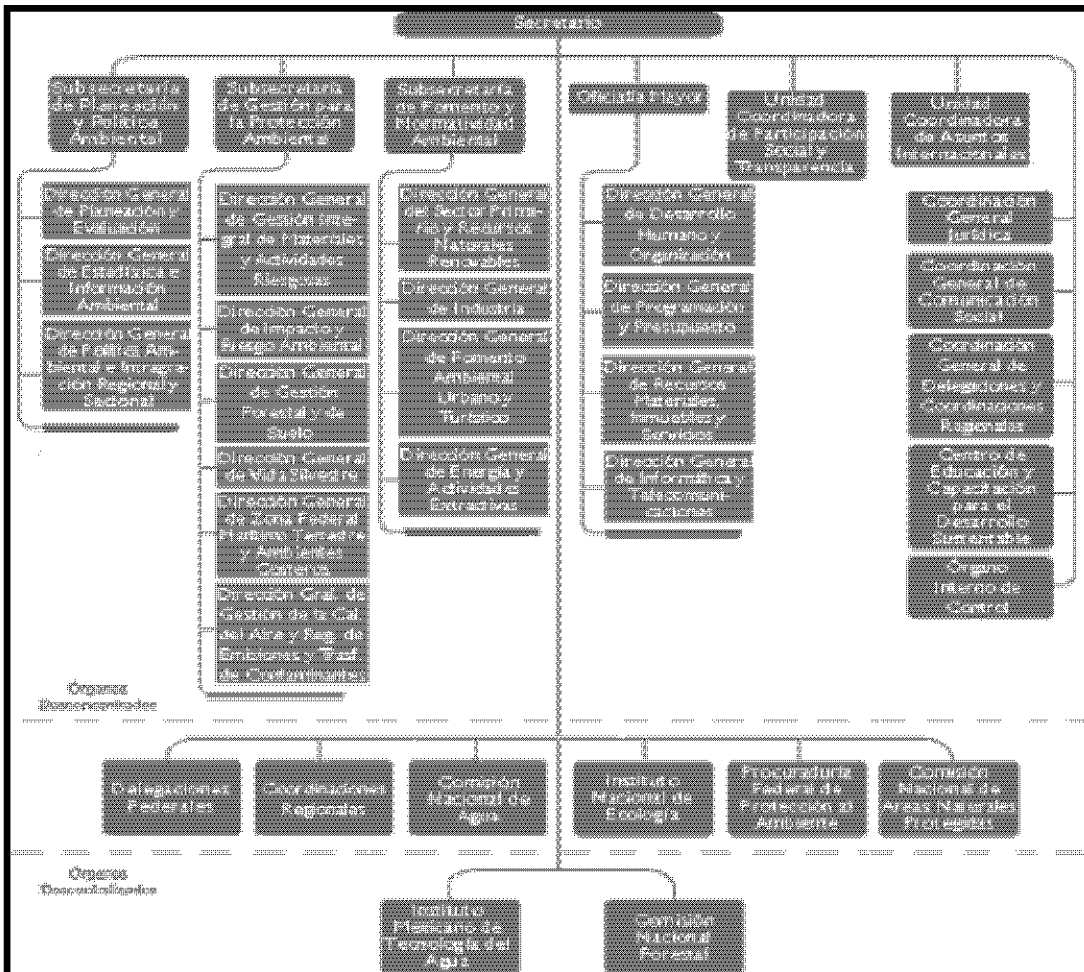 Secretario
Subsecretaría
de Planeación
y Política
Ambiental
Subsecretaría
de Gestión para
la Protección
Ambiental
Subsecretaría
de Fomento y
Normatividad
Ambiental
Oficialía Mayor
Unidad
Coordinadora
de Participación
Social y
Transparencia
Unidad
Coordinadora
de Asuntos
Internacionales
Dirección General
de Planeación y
Evaluación
Dirección General
de Estadística e
Información
Ambiental
Dirección General
de Política Am-
biental e Integra-
ción Regional y
Sectorial
Dirección General
de Gestión Inte-
gral de Materiales
y Actividades
Riesgosas
Dirección General
de Impacto y
Riesgo Ambiental
Dirección General
de Gestión
Forestal y de
Suelo
Dirección General
de Vida Silvestre
Dirección General
de Zona Federal
Marítimo Terrestre
y Ambientes
Costeros
Dirección Gral. de
Gestión de la Cal.
del Aire y Reg. de
Emisiones y Tranf.
de Contaminantes
Dirección General
del Sector Prima-
rio y Recursos
Naturales
Renovables
Dirección General
de Industria
Dirección General
de Fomento
Ambiental
Urbano y
Turístico
Dirección General
de Energía y
Actividades
Extractivas
Dirección General
de Desarrollo
Humano y
Organización
Dirección General
de Programación
y Presupuesto
Dirección General
de Recursos
Materiales,
Inmuebles y
Servicios
Dirección General
de Informática y
Telecomuni-
caciones
Coordinación
General
Jurídica
Coordinación
General de
Comunicación
Social
Coordinación
General de
Delegaciones y
Coordinaciones
Regionales
Centro de
Educación y
Capacitación
para el
Desarrollo
Sustentable
Órgano
Interno de
Control
Órganos
Desconcentrados
Delegaciones
Federales
Coordinaciones
Regionales
Comisión
Nacional de
Agua
Instituto
Nacional de
Ecología
Procuraduría
Federal de
Protección al
Ambiente
Comisión
Nacional de
Áreas Naturales
Protegidas
Órganos
Descentralizados
Instituto
Mexicano de
Tecnología del
Agua
Comisión
Nacional
Forestal